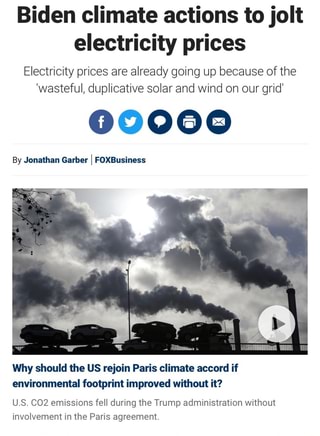 Biden climate actions to jolt
electricity prices
Electricity prices are already going up because of the
'wasteful, duplicative solar and wind on our grid'
By Jonathan Garber | FOXBusiness
Why should the US rejoin Paris climate accord if
environmental footprint improved without it?
U.S. CO2 emissions fell during the Trump administration without
involvement in the Paris agreement.